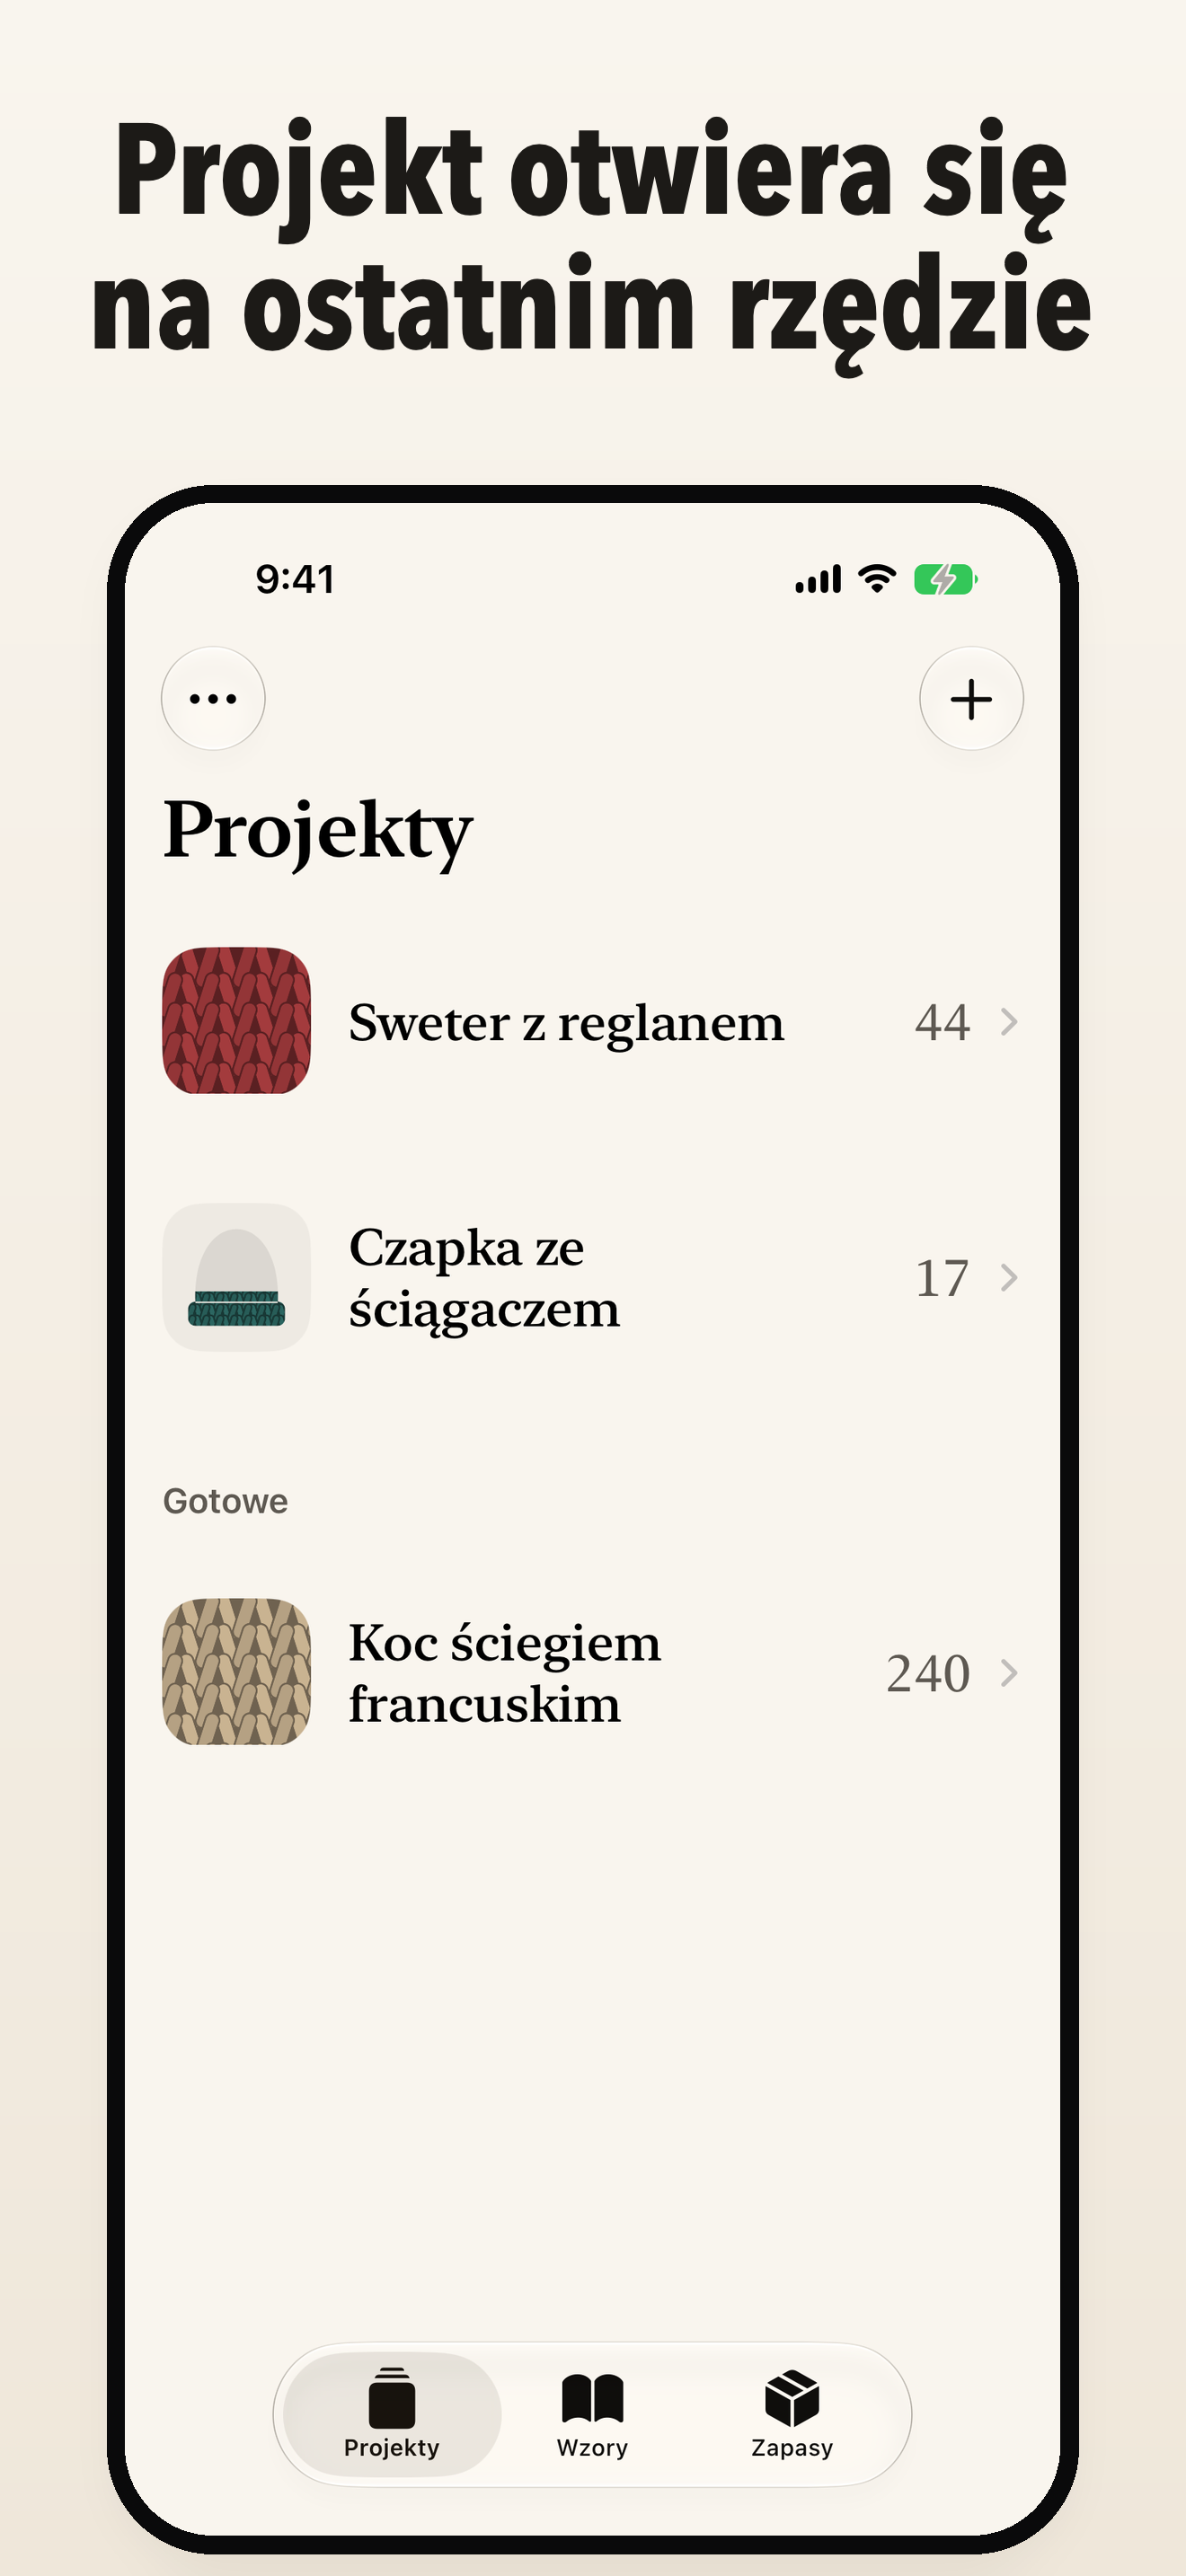 Projekt otwiera się
na ostatnim rzędzie
9:41
Projekty
Sweter z reglanem
44
Czapka ze
ściągaczem
17
Gotowe
Koc ściegiem
francuskim
240
Projekty
Wzory
Zapasy